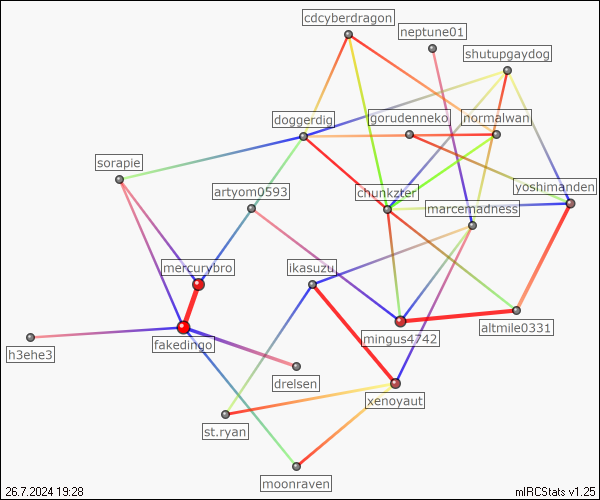 cdcyberdragon
neptune01
shutupgaydog
doggerdig
gorudenneko
normalwan
sorapie
artyom0593
chunkzter
yoshimanden
marcemadness
mercurybro
ikasuzu
mingus4742
altmile0331
h3ehe3
fakedingo
drelsen
xenoyaut
st.ryan
moonraven
26.7.2024 19:28
mIRCStats v1.25